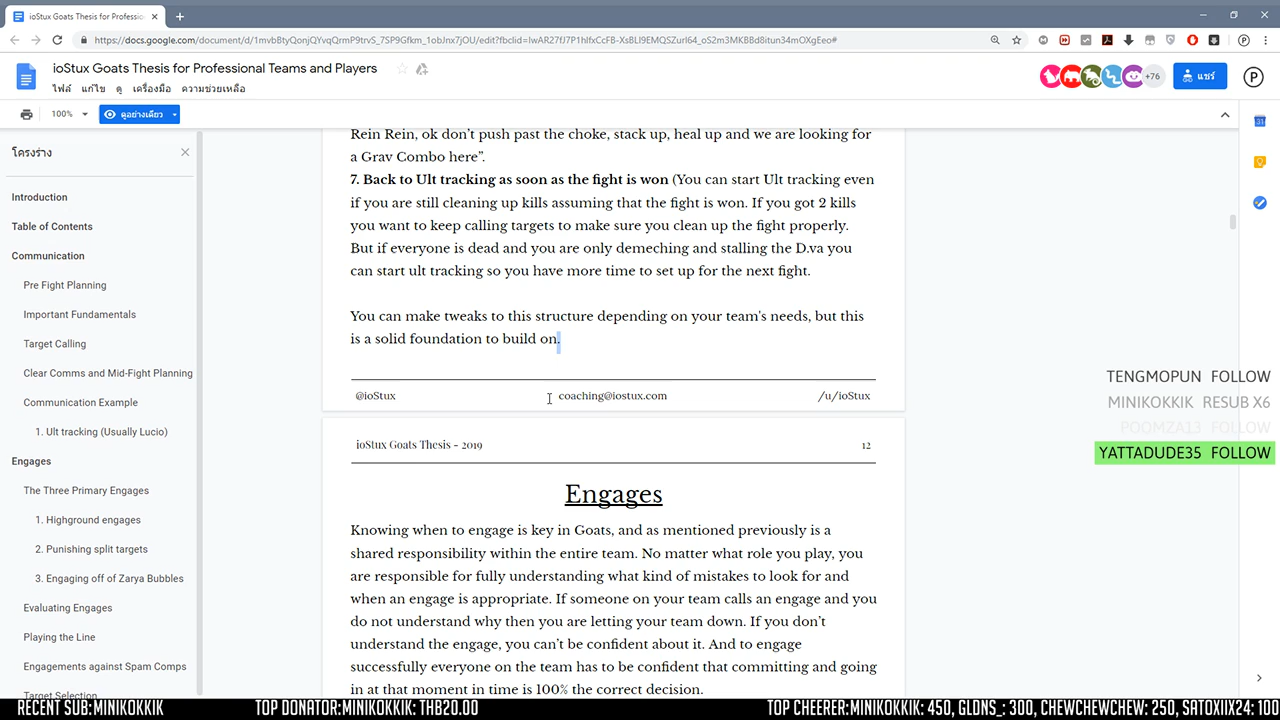 ioStux Goats Thesis for Professio
https://docs.google.com/document/d/1mvbBtyQonjQYvqQrmP9trvS_7SP9Gfkm_1obJnx7jOU/edit?fbclid=IwAR27fJ7P1hlfxCcFB-XsBLl9EMQSZurl64_oS2m3MKBBd8itun34mOXgEeo#
ioStux Goats Thesis for Professional Teams and Players
ไฟล์ แก้ไข ดู เครื่องมือ ความช่วยเหลือ
+76
แชร์
P
100%
ดูอย่างเดียว
โครงร่าง
Introduction
Table of Contents
Communication
Pre Fight Planning
Important Fundamentals
Target Calling
Clear Comms and Mid-Fight Planning
Communication Example
1. Ult tracking (Usually Lucio)
Engages
The Three Primary Engages
1. Highground engages
2. Punishing split targets
3. Engaging off of Zarya Bubbles
Evaluating Engages
Playing the Line
Engagements against Spam Comps
Target Selection
Rein Rein, ok don’t push past the choke, stack up, heal up and we are looking for
a Grav Combo here”.
7. Back to Ult tracking as soon as the fight is won (You can start Ult tracking even
if you are still cleaning up kills assuming that the fight is won. If you got 2 kills
you want to keep calling targets to make sure you clean up the fight properly.
But if everyone is dead and you are only demeching and stalling the D.va you
can start ult tracking so you have more time to set up for the next fight.
You can make tweaks to this structure depending on your team's needs, but this
is a solid foundation to build on.
@ioStux coaching@iostux.com /u/ioStux
ioStux Goats Thesis - 2019 12
Engages
Knowing when to engage is key in Goats, and as mentioned previously is a
shared responsibility within the entire team. No matter what role you play, you
are responsible for fully understanding what kind of mistakes to look for and
when an engage is appropriate. If someone on your team calls an engage and you
do not understand why then you are letting your team down. If you don’t
understand the engage, you can’t be confident about it. And to engage
successfully everyone on the team has to be confident that committing and going
in at that moment in time is 100% the correct decision.
TENGMOPUN FOLLOW
MINIKOKKIK RESUB X6
POOMZA13 FOLLOW
YATTADUDE35 FOLLOW
RECENT SUB:MINIKOKKIK TOP DONATOR:MINIKOKKIK: THB20.00 TOP CHEERER:MINIKOKKIK: 450, GLDNS_: 300, CHEWCHEWCHEW: 250, SATOXIIX24: 100